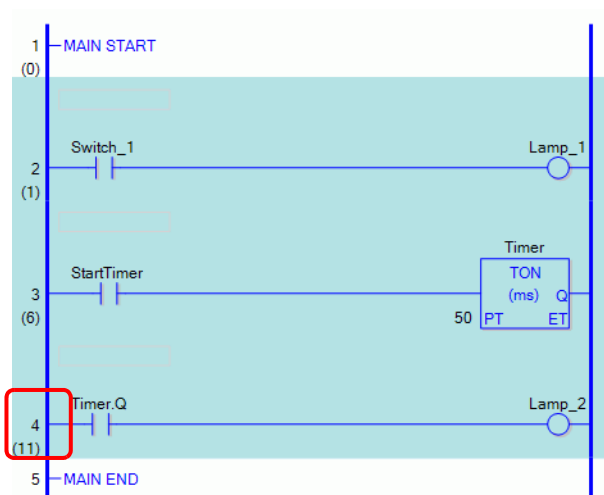 1 MAIN START
(0)
Switch_1 Lamp_1
2
(1)
Timer
StartTimer TON
3 (ms) Q
(6) 50 PT ET
Timer.Q Lamp_2
4
(11)
5 MAIN END